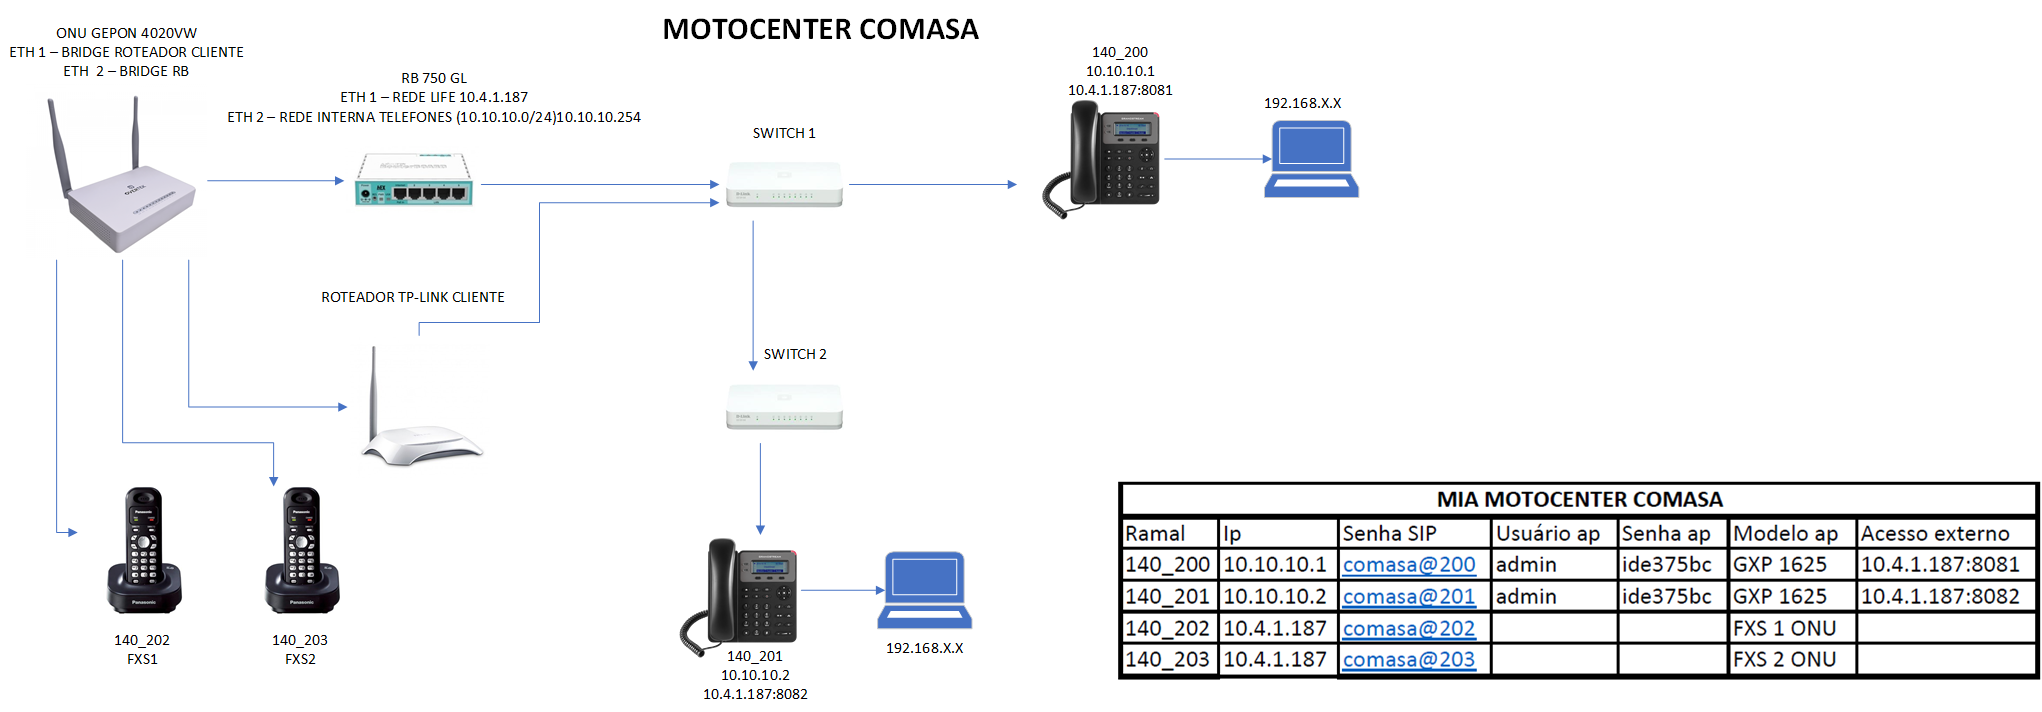 MOTOCENTER COMASA
ONU GEPON 4020VW
ETH 1 – BRIDGE ROTEADOR CLIENTE
ETH 2 – BRIDGE RB
RB 750 GL
ETH 1 – REDE LIFE 10.4.1.187
ETH 2 – REDE INTERNA TELEFONES (10.10.10.0/24)10.10.10.254
SWITCH 1
140_200
10.10.10.1
10.4.1.187:8081
192.168.X.X
ROTEADOR TP-LINK CLIENTE
SWITCH 2
Panasonic
Panasonic
140_202
FXS1
140_203
FXS2
140_201
10.10.10.2
10.4.1.187:8082
192.168.X.X
MIA MOTOCENTER COMASA
Ramal Ip Senha SIP Usuário ap Senha ap Modelo ap Acesso externo
140_200 10.10.10.1 comasa@200 admin ide375bc GXP 1625 10.4.1.187:8081
140_201 10.10.10.2 comasa@201 admin ide375bc GXP 1625 10.4.1.187:8082
140_202 10.4.1.187 comasa@202 FXS 1 ONU
140_203 10.4.1.187 comasa@203 FXS 2 ONU